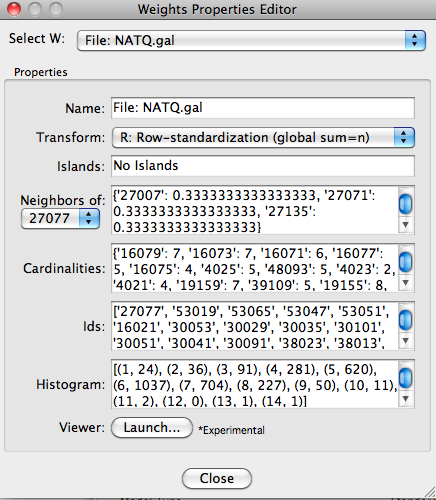 Weights Properties Editor
Select W: File: NATQ.gal
Properties
Name: File: NATQ.gal
Transform: R: Row-standardization (global sum=n)
Islands: No Islands
Neighbors of: 27077
{'27007': 0.3333333333333333, '27071':
0.3333333333333333, '27135':
0.3333333333333333}
Cardinalities:
{'16079': 7, '16073': 7, '16071': 6, '16077':
5, '16075': 4, '4025': 5, '48093': 5, '4023': 2,
'4021': 4, '19159': 7, '39109': 5, '19155': 8,
Ids:
['27077', '53019', '53065', '53047', '53051',
'16021', '30053', '30029', '30035', '30101',
'30051', '30041', '30091', '38023', '38013',
Histogram:
[(1, 24), (2, 36), (3, 91), (4, 281), (5, 620),
(6, 1037), (7, 704), (8, 227), (9, 50), (10, 11),
(11, 2), (12, 0), (13, 1), (14, 1)]
Viewer: Launch... *Experimental
Close